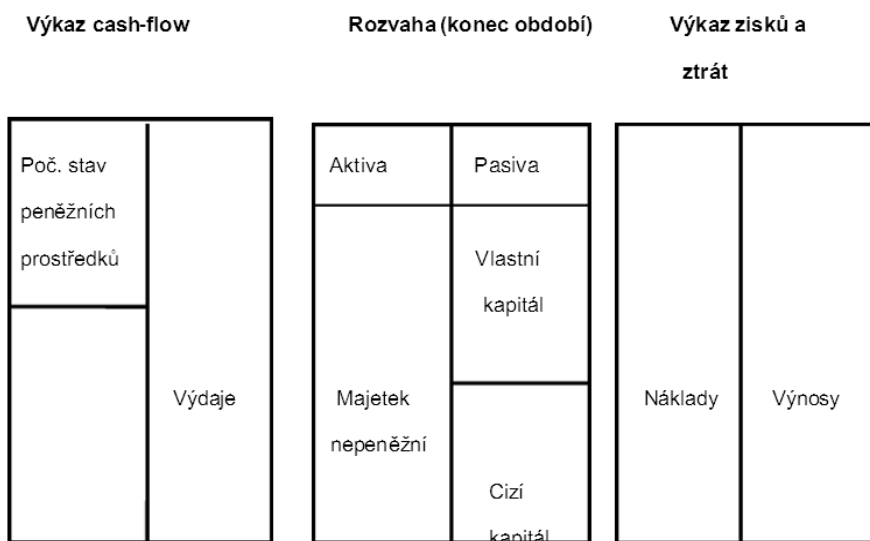 Výkaz cash-flow
Rozvaha (konec období)
Výkaz zisků a
ztrát
Poč. stav
peněžních
prostředků
Výdaje
Aktiva
Pasiva
Vlastní
kapitál
Majetek
nepeněžní
Cizí
kapitál
Náklady
Výnosy